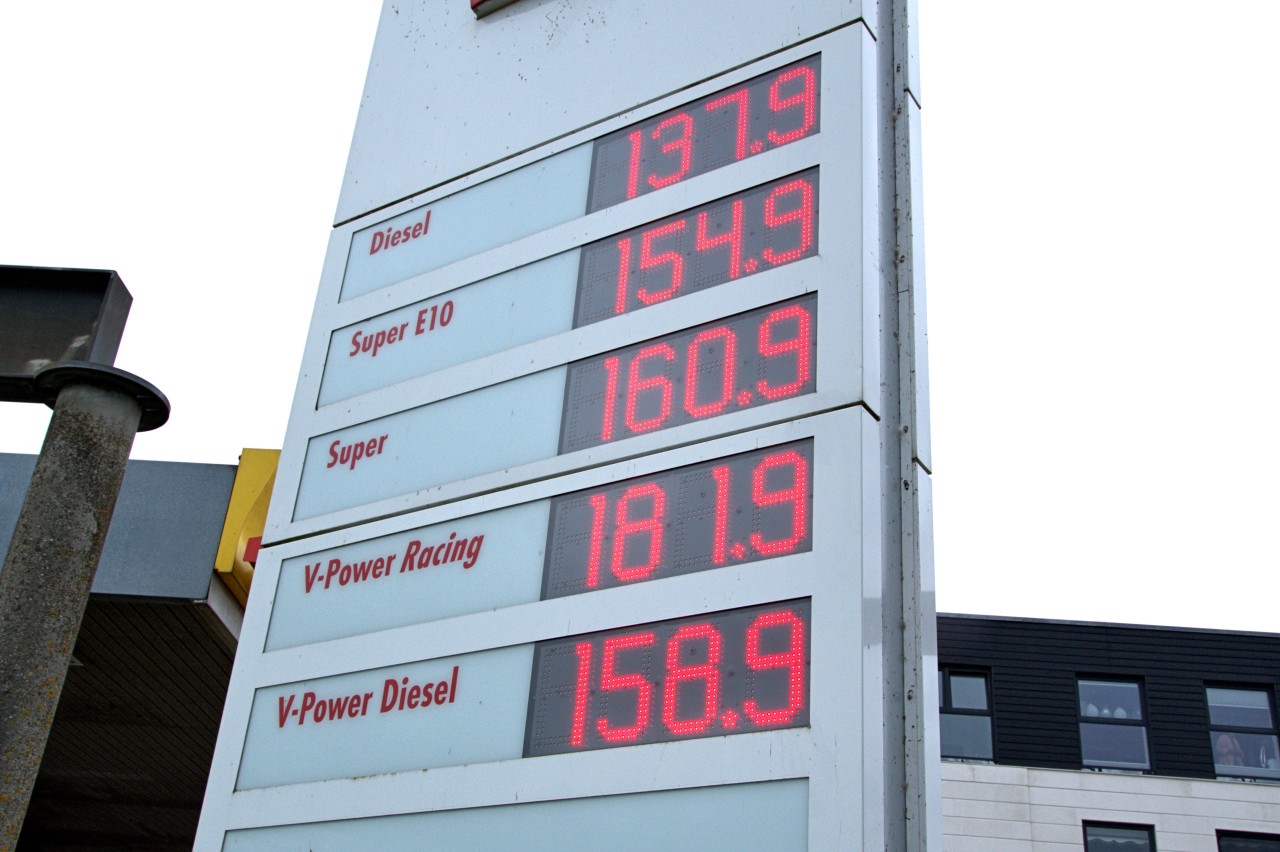 Diesel 137.9
Super E10 154.9
Super 160.9
V-Power Racing 181.9
V-Power Diesel 158.9